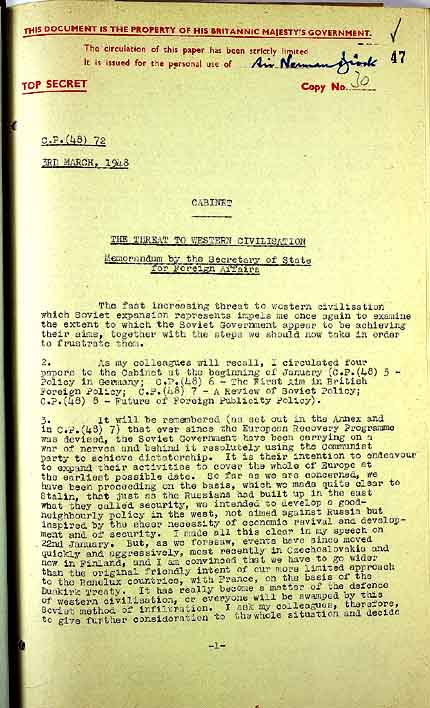 THIS DOCUMENT IS THE PROPERTY OF HIS BRITANNIC MAJESTY'S GOVERNMENT.
The circulation of this paper has been strictly limited
It is issued for the personal use of Sir Norman Brook 47
TOP SECRET Copy No. 30
C.P.(48) 72
3RD MARCH, 1948
CABINET
THE THREAT TO WESTERN CIVILISATION
Memorandum by the Secretary of State
for Foreign Affairs
The fast increasing threat to western civilisation
which Soviet expansion represents impels me once again to examine
the extent to which the Soviet Government appear to be achieving
their aims, together with the steps we should now take in order
to frustrate them.
2. As my colleagues will recall, I circulated four
papers to the Cabinet at the beginning of January (C.P.(48) 5 -
Policy in Germany; C.P.(48) 6 - The First Aim in British
Foreign Policy; C.P.(48) 7 - A Review of Soviet Policy;
C.P.(48) 8 - Future of Foreign Publicity Policy).
3. It will be remembered (as set out in the Annex and
in C.P.(48) 7) that ever since the European Recovery Programme
was devised, the Soviet Government have been carrying on a
war of nerves and behind it resolutely using the Communist
party to achieve dictatorship. It is their intention to endeavour
to expand their activities to cover the whole of Europe at
the earliest possible date. So far as we are concerned, we
have been proceeding on the basis, which we made quite clear to
Stalin, that just as the Russians had built up in the east
what they called security, we intended to develop a good-
neighbourly policy in the west, not aimed against Russia but
inspired by the sheer necessity of economic revival and develop-
ment and of security. I made all this clear in my speech on
22nd January. But, as we foresaw, events have since moved
quickly and aggressively, most recently in Czechoslovakia and
now in Finland, and I am convinced that we have to go wider
than the original friendly intent of our more limited approach
to the Benelux countries, with France, on the basis of the
Dunkirk Treaty. It has really become a matter of the defence
of western civilisation, or everyone will be swamped by this
Soviet method of infiltration. I ask my colleagues, therefore,
to give further consideration to thewhole situation and decide
-1-